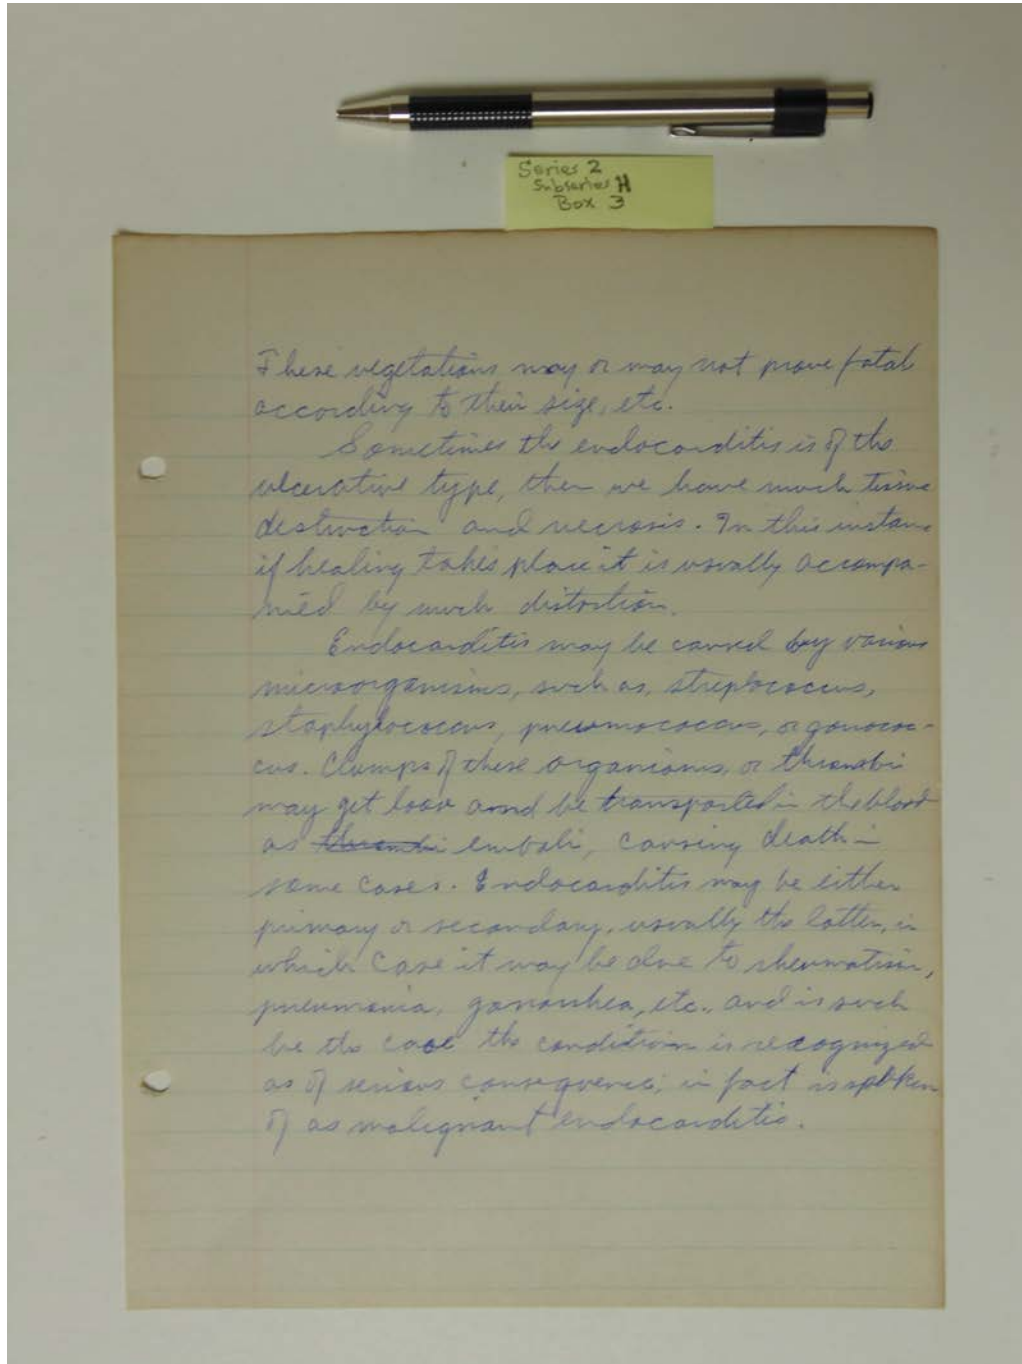 Series 2
Subseries H
Box 3
These vegetations may or may not prove fatal
according to their size, etc.
Sometimes the endocarditis is of the
ulcerative type, then we have much tissue
destruction and necrosis. In this instance
if healing takes place it is usually accompa-
nied by much distortion.
Endocarditis may be caused by various
microorganisms, such as, streptococcus,
staphylococcus, pneumococcus, or gonococ-
cus. Clumps of these organisms, or thrombi
may get loose and be transported in the blood
as thrombi emboli, causing death in
some cases. Endocarditis may be either
primary or secondary, usually the latter, in
which case it may be due to rheumatism,
pneumonia, gonorrhea, etc., and is such
be the case the condition is recognized
as of serious consequence; in fact is spoken
of as malignant endocarditis.